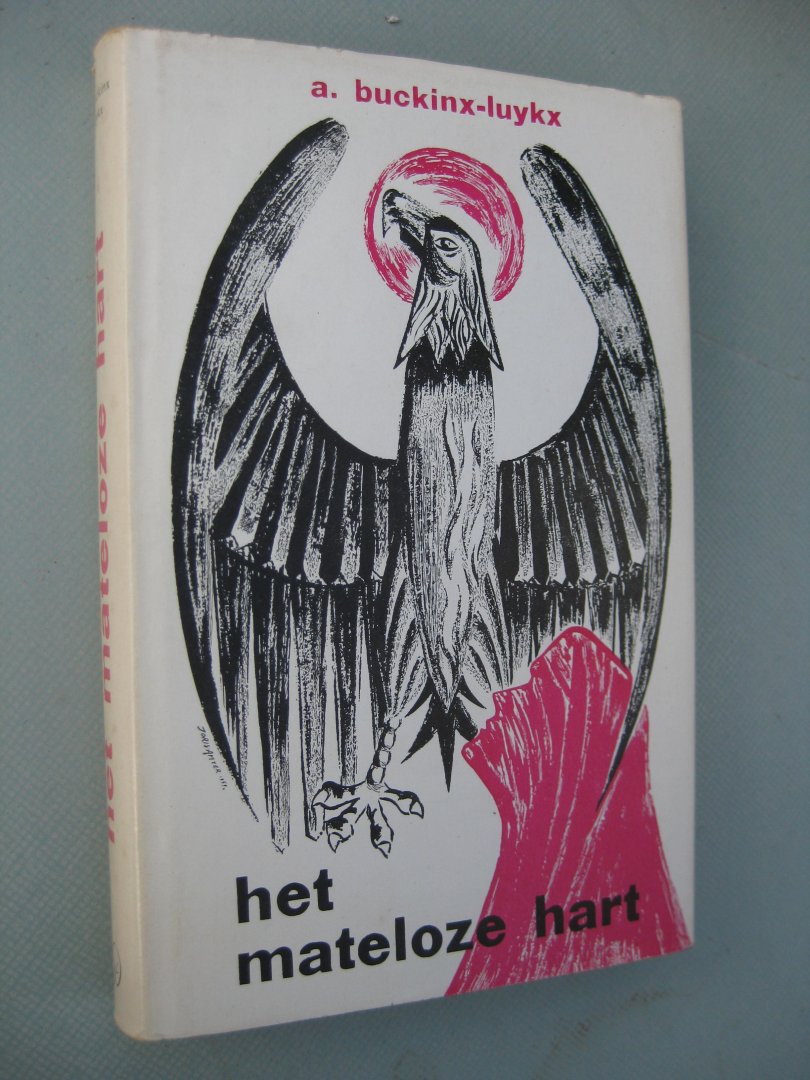 a. buckinx-luykx
het
mateloze hart
het mateloze hart